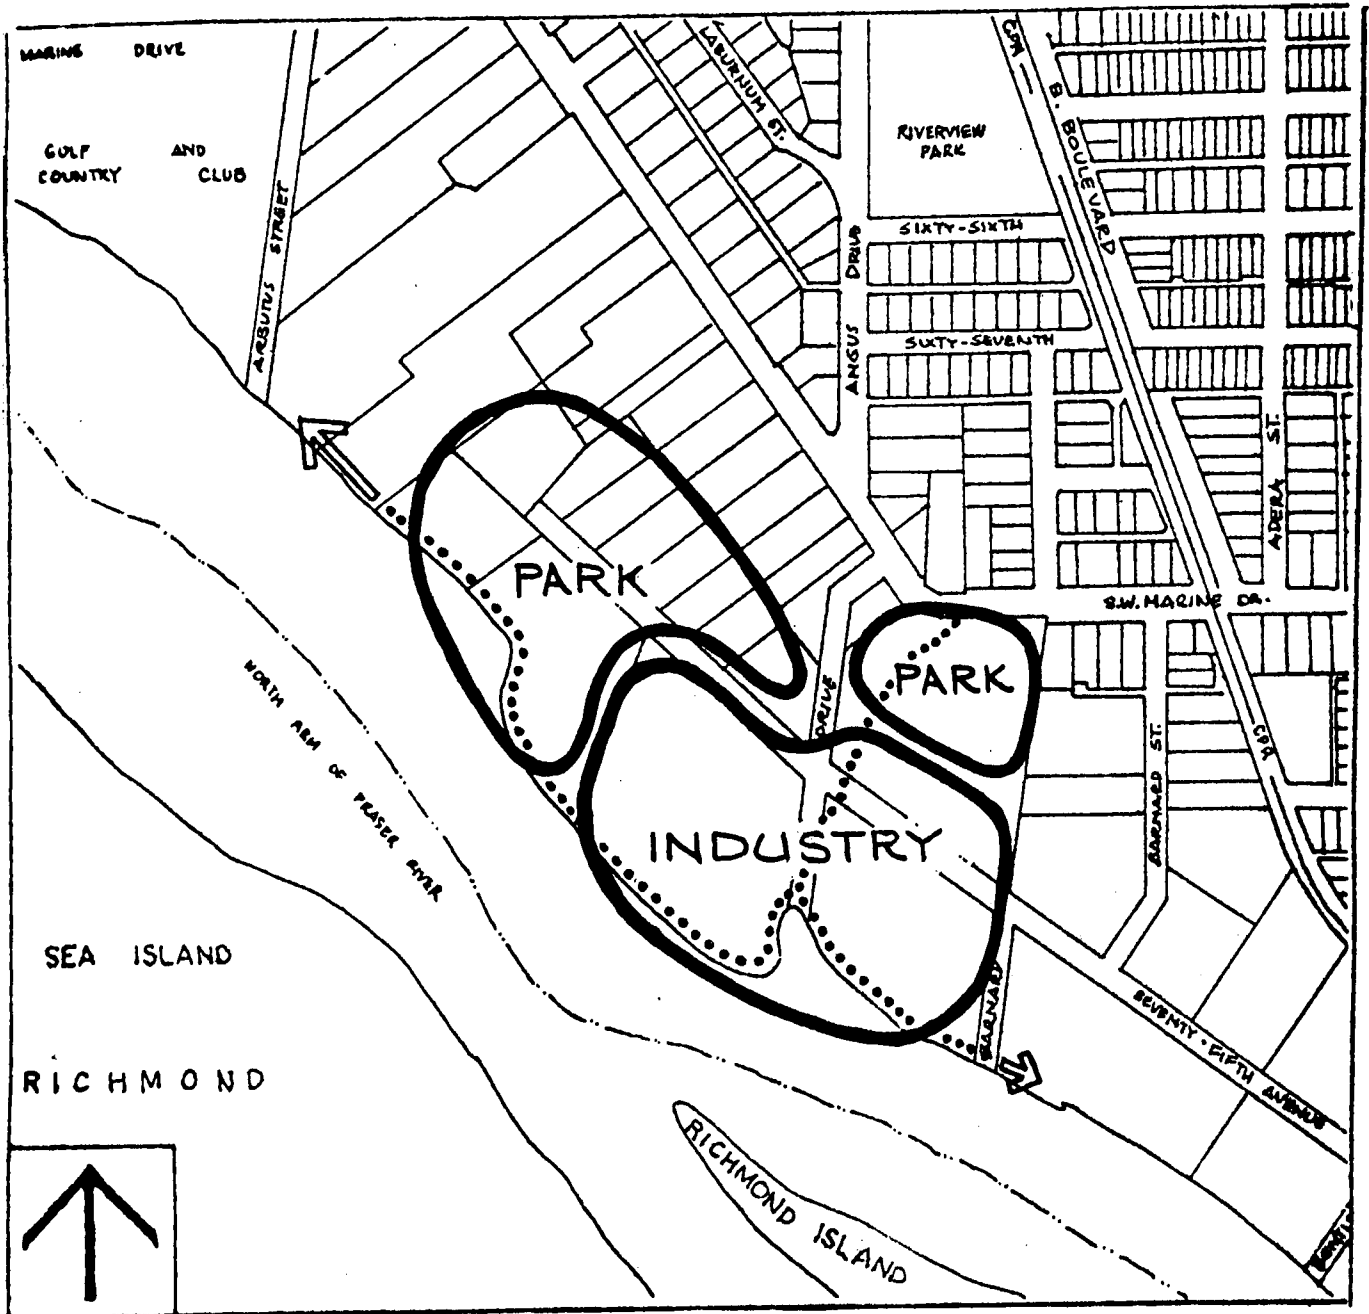 MARINE DRIVE
GOLF AND
COUNTRY CLUB
ARBUTUS STREET
LABURNUM ST.
RIVERVIEW
PARK
CPR
B. BOULEVARD
SIXTY-SIXTH
ANGUS DRIVE
SIXTY-SEVENTH
ADERA ST.
S.W. MARINE DR.
PARK
PARK
DRIVE
BARNARD ST.
CPR
INDUSTRY
NORTH ARM OF FRASER RIVER
SEA ISLAND
BARNARD
SEVENTY-FIFTH AVENUE
RICHMOND
RICHMOND ISLAND